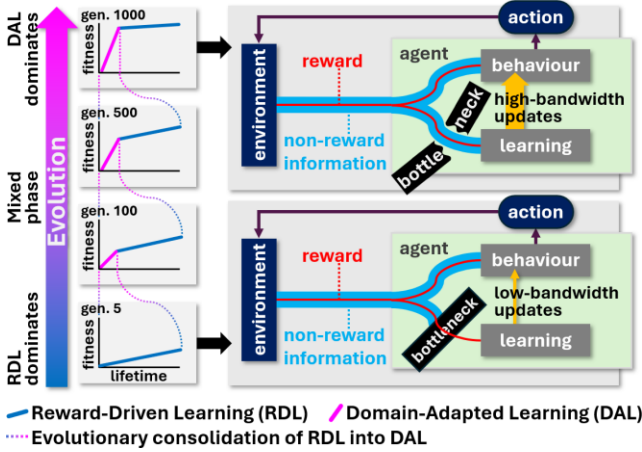 DAL
dominates
Mixed
phase
RDL
dominates
Evolution
gen. 1000
fitness
gen. 500
fitness
gen. 100
fitness
gen. 5
fitness
lifetime
action
agent
environment
reward
behaviour
non-reward
information
bottle neck
high-bandwidth
updates
learning
action
agent
environment
reward
behaviour
non-reward
information
bottleneck
low-bandwidth
updates
learning
Reward-Driven Learning (RDL)
Domain-Adapted Learning (DAL)
Evolutionary consolidation of RDL into DAL